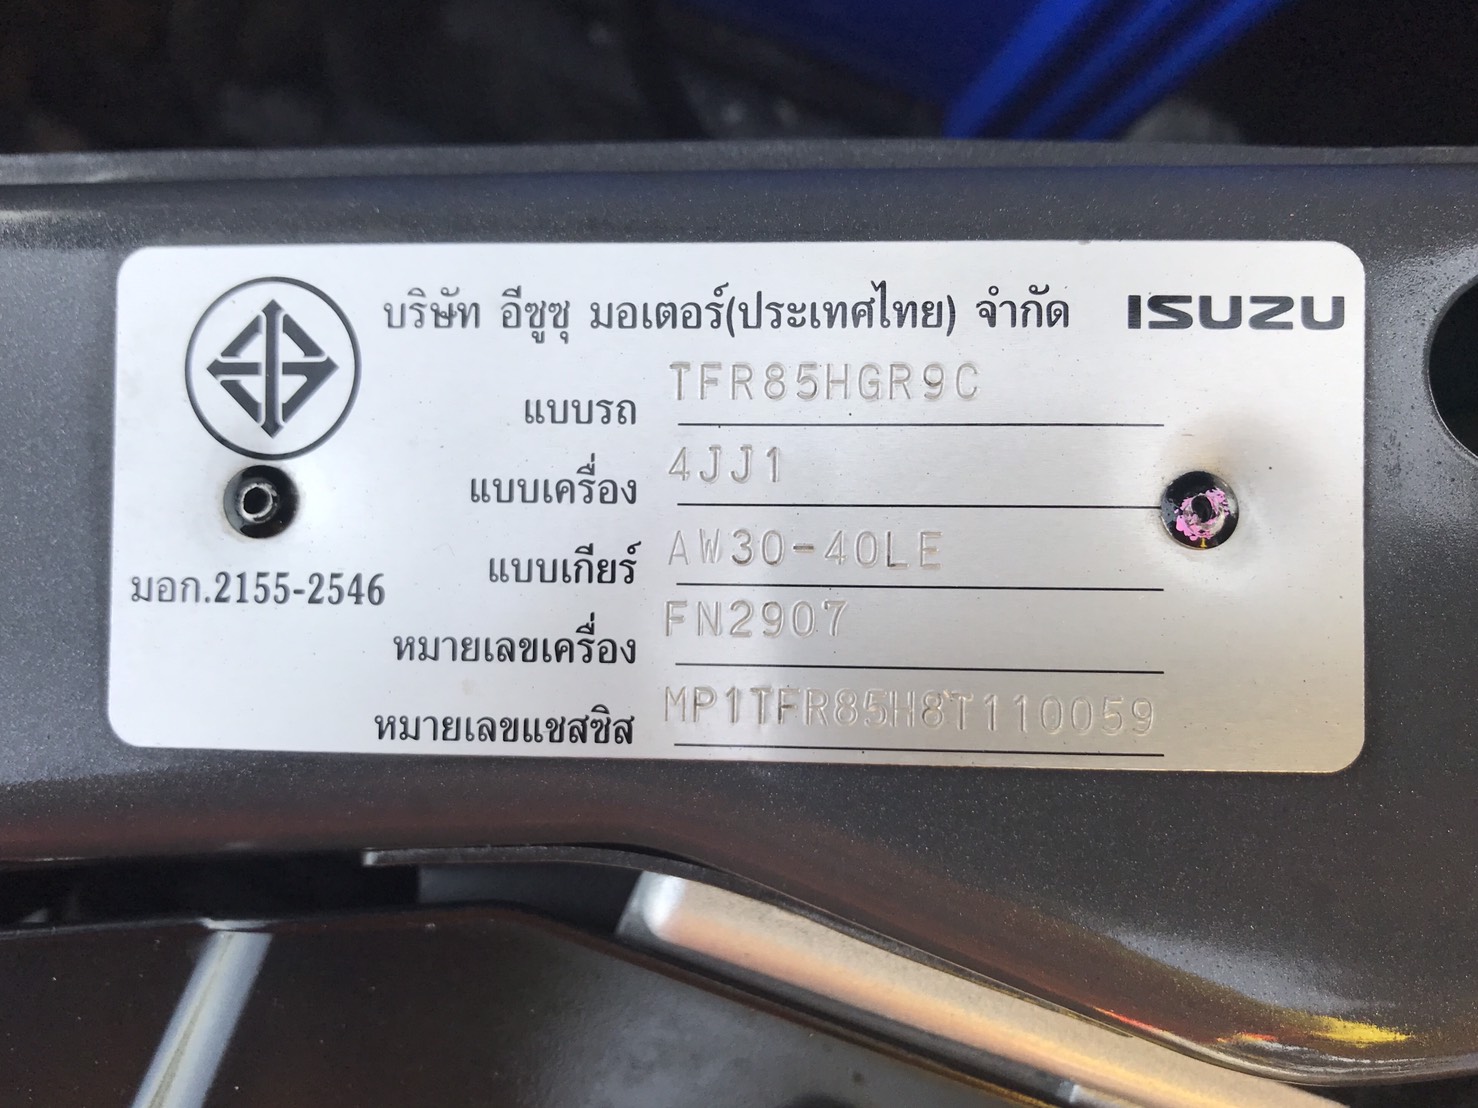 บริษัท อีซูซุ มอเตอร์(ประเทศไทย) จำกัด ISUZU
แบบรถ TFR85HGR9C
แบบเครื่อง 4JJ1
แบบเกียร์ AW30-40LE
มอก.2155-2546
หมายเลขเครื่อง FN2907
หมายเลขแชสซิส MP1TFR85H8T110059